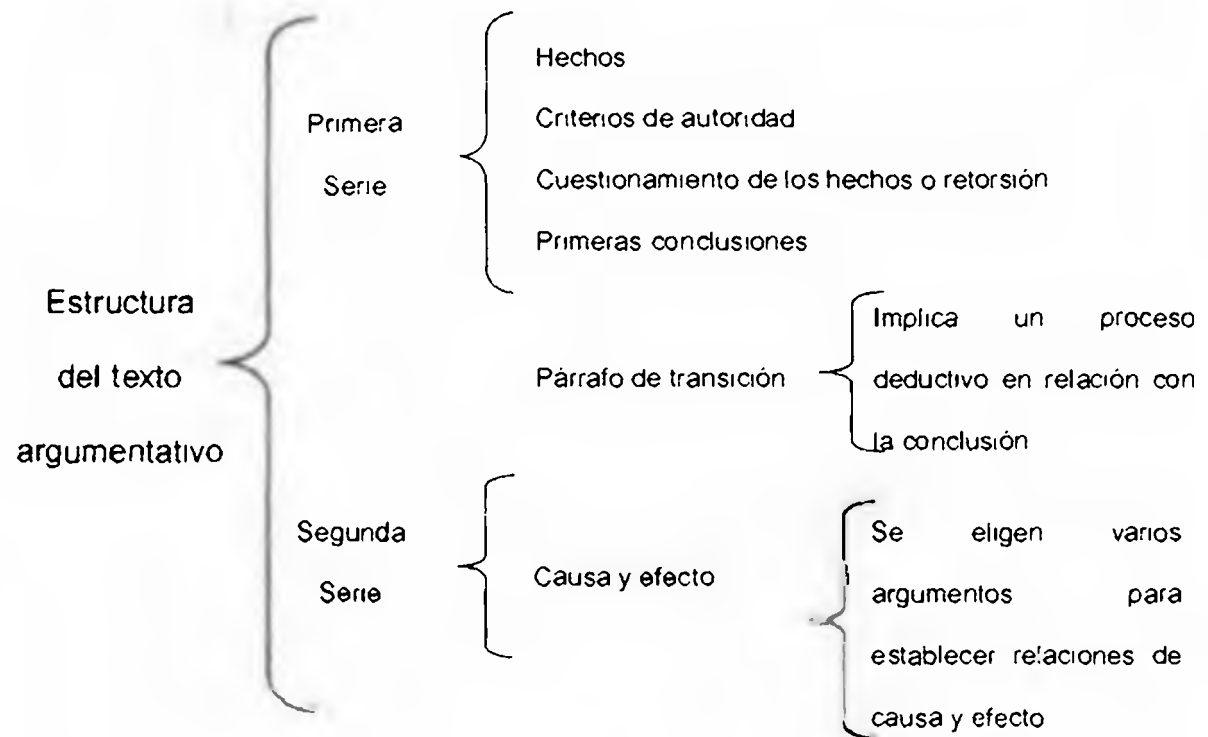 Estructura
del texto
argumentativo
Primera
Serie
Hechos
Criterios de autoridad
Cuestionamiento de los hechos o retorsión
Primeras conclusiones
Párrafo de transición
Implica un proceso
deductivo en relación con
la conclusión
Segunda
Serie
Causa y efecto
Se eligen varios
argumentos para
establecer relaciones de
causa y efecto